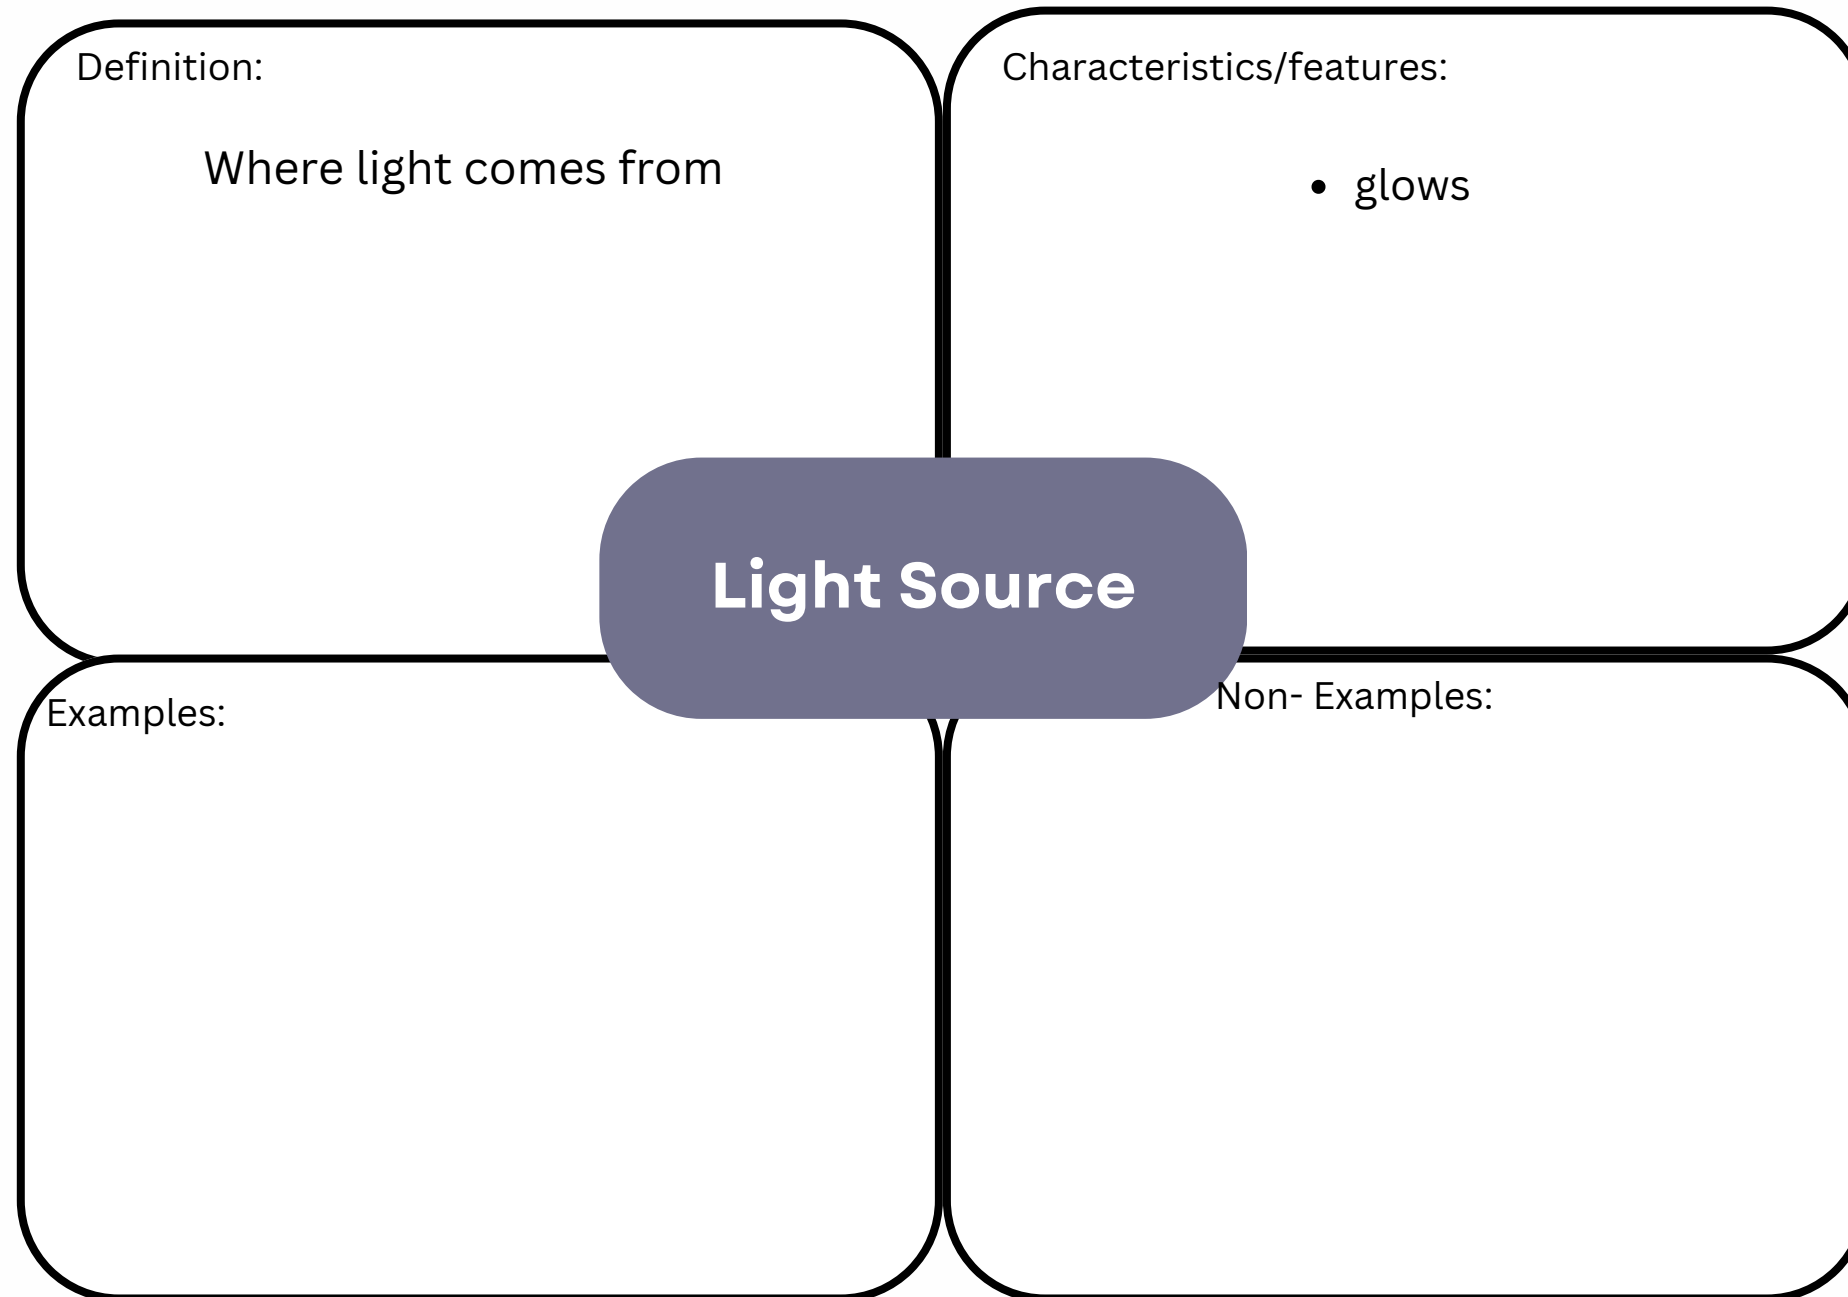 Definition:
Where light comes from
Characteristics/features:
• glows
Light Source
Examples:
Non- Examples: